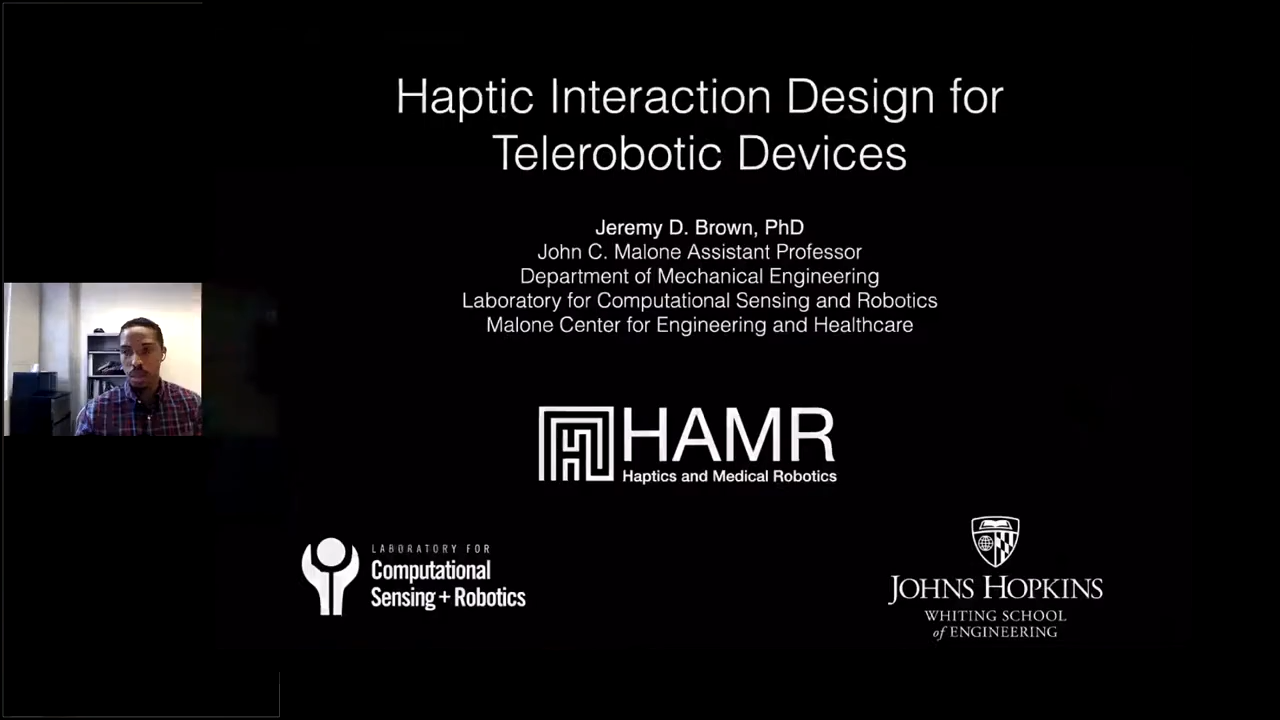 Haptic Interaction Design for
Telerobotic Devices
Jeremy D. Brown, PhD
John C. Malone Assistant Professor
Department of Mechanical Engineering
Laboratory for Computational Sensing and Robotics
Malone Center for Engineering and Healthcare
HAMR
Haptics and Medical Robotics
LABORATORY FOR
Computational
Sensing + Robotics
JOHNS HOPKINS
WHITING SCHOOL
of ENGINEERING